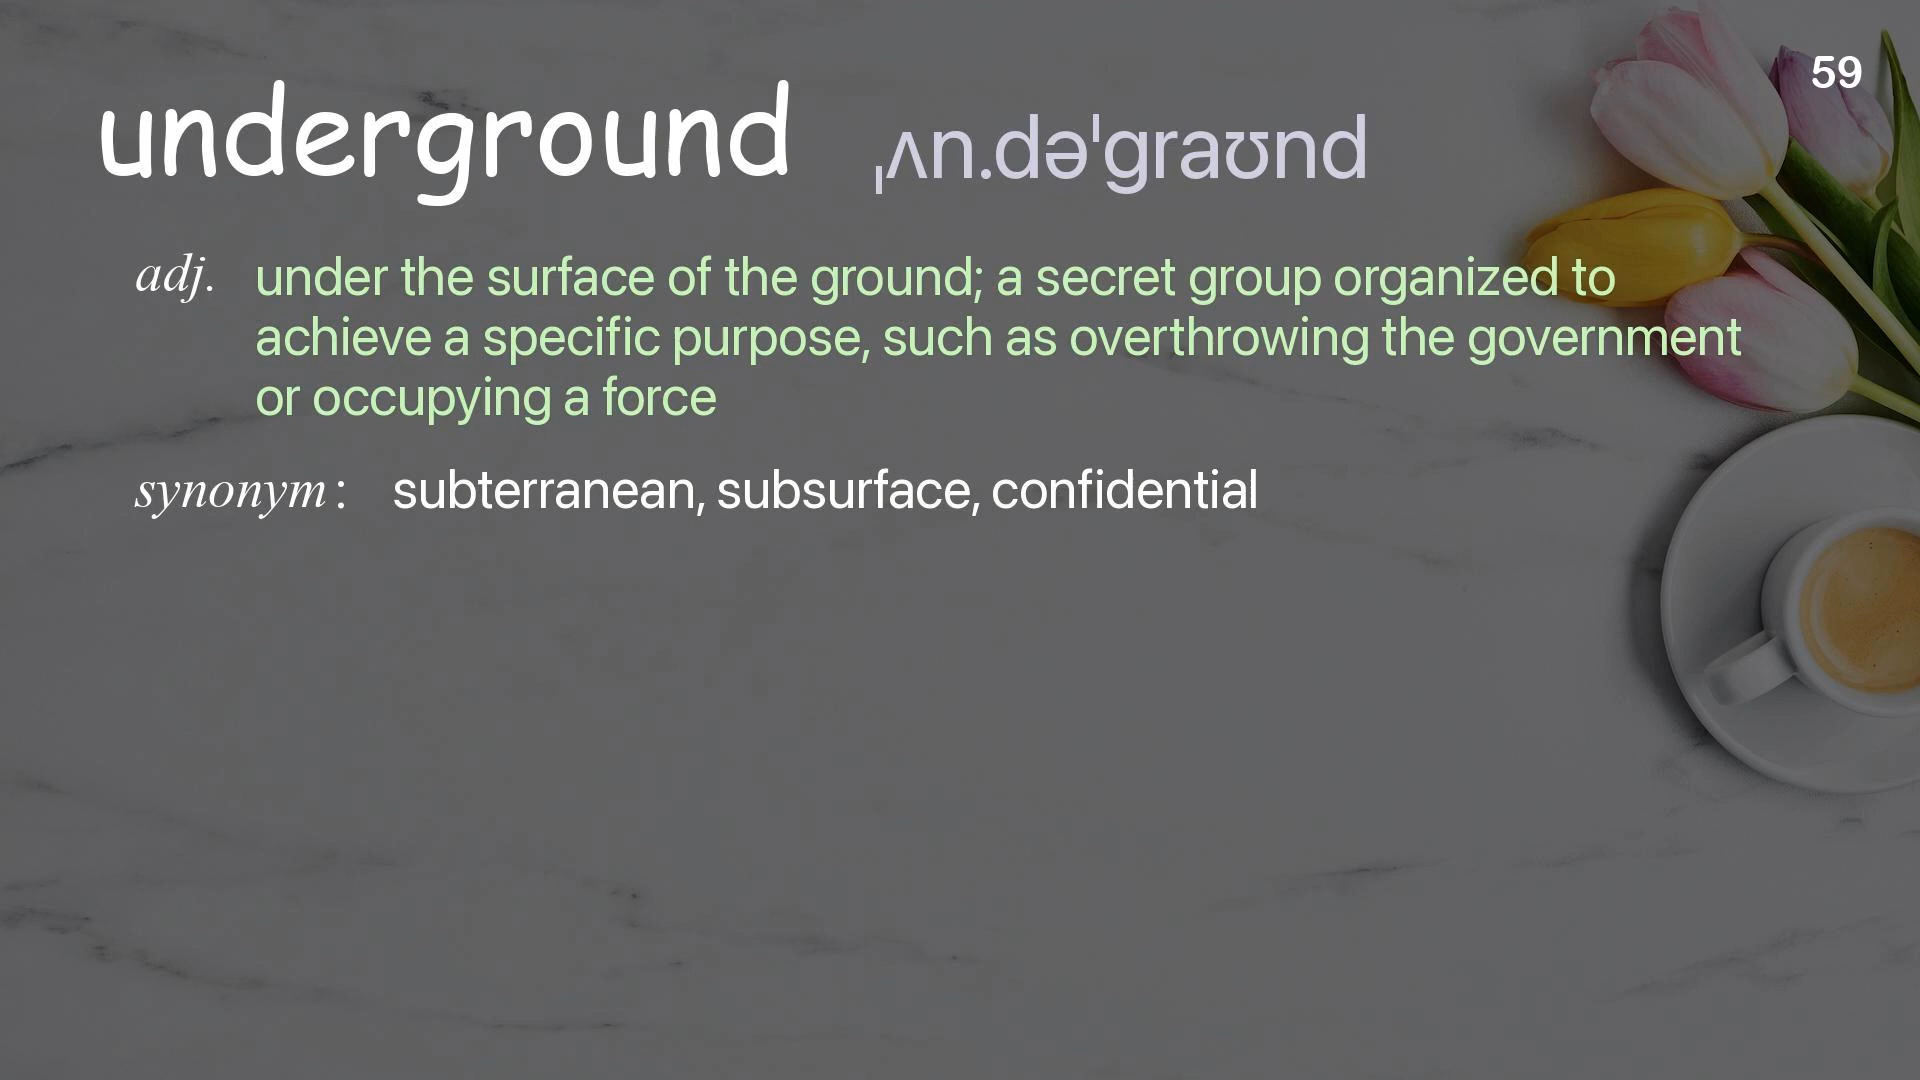 59
underground ˌʌn.dəˈɡraʊnd
adj. under the surface of the ground; a secret group organized to
achieve a specific purpose, such as overthrowing the government
or occupying a force
synonym : subterranean, subsurface, confidential